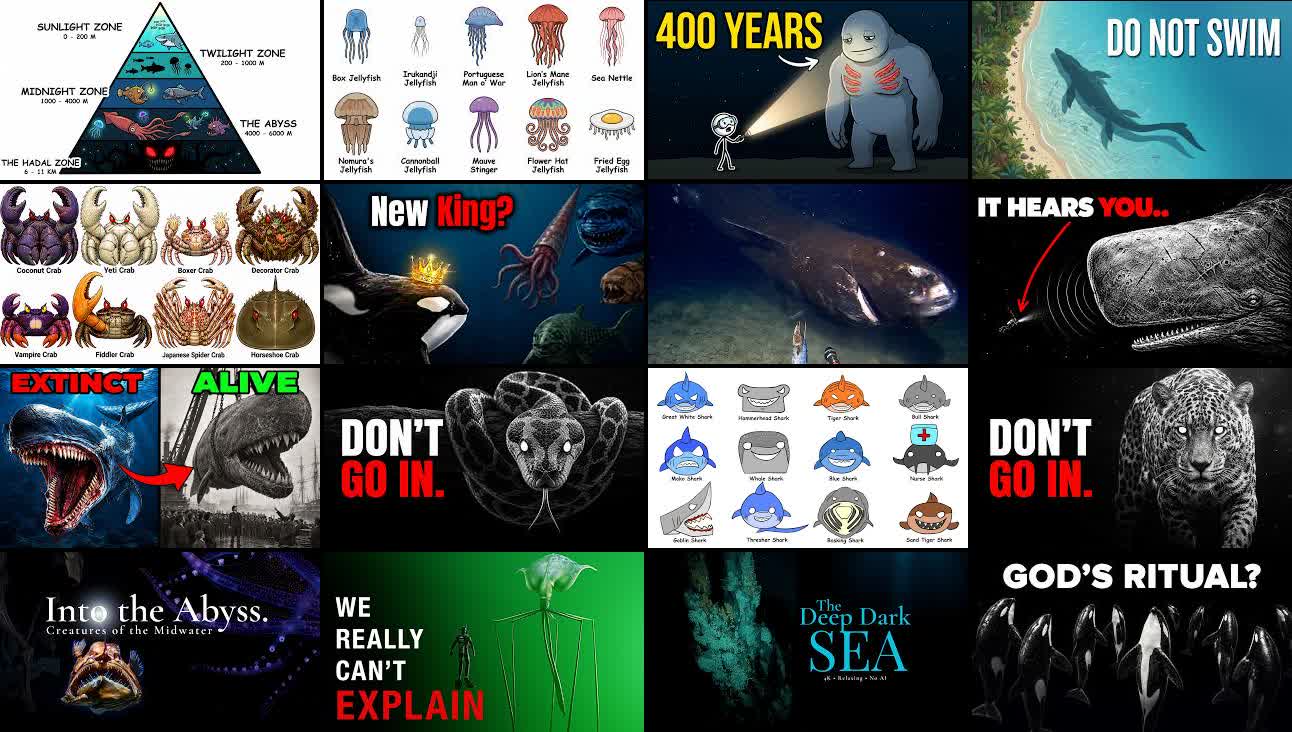 SUNLIGHT ZONE
0 - 200 M
TWILIGHT ZONE
200 - 1000 M
MIDNIGHT ZONE
1000 - 4000 M
THE ABYSS
4000 - 6000 M
THE HADAL ZONE
6 - 11 KM
Box Jellyfish
Irukandji
Jellyfish
Portuguese
Man o' War
Lion's Mane
Jellyfish
Sea Nettle
Nomura's
Jellyfish
Cannonball
Jellyfish
Mauve
Stinger
Flower Hat
Jellyfish
Fried Egg
Jellyfish
400 YEARS
DO NOT SWIM
Coconut Crab
Yeti Crab
Boxer Crab
Decorator Crab
Vampire Crab
Fiddler Crab
Japanese Spider Crab
Horseshoe Crab
New King?
IT HEARS YOU..
EXTINCT
ALIVE
DON'T
GO IN.
Great White Shark
Hammerhead Shark
Tiger Shark
Bull Shark
Mako Shark
Whale Shark
Blue Shark
Nurse Shark
Goblin Shark
Thresher Shark
Basking Shark
Sand Tiger Shark
DON'T
GO IN.
Into the Abyss.
Creatures of the Midwater
WE
REALLY
CAN'T
EXPLAIN
The
Deep Dark
SEA
4K • Relaxing • No AI
GOD'S RITUAL?